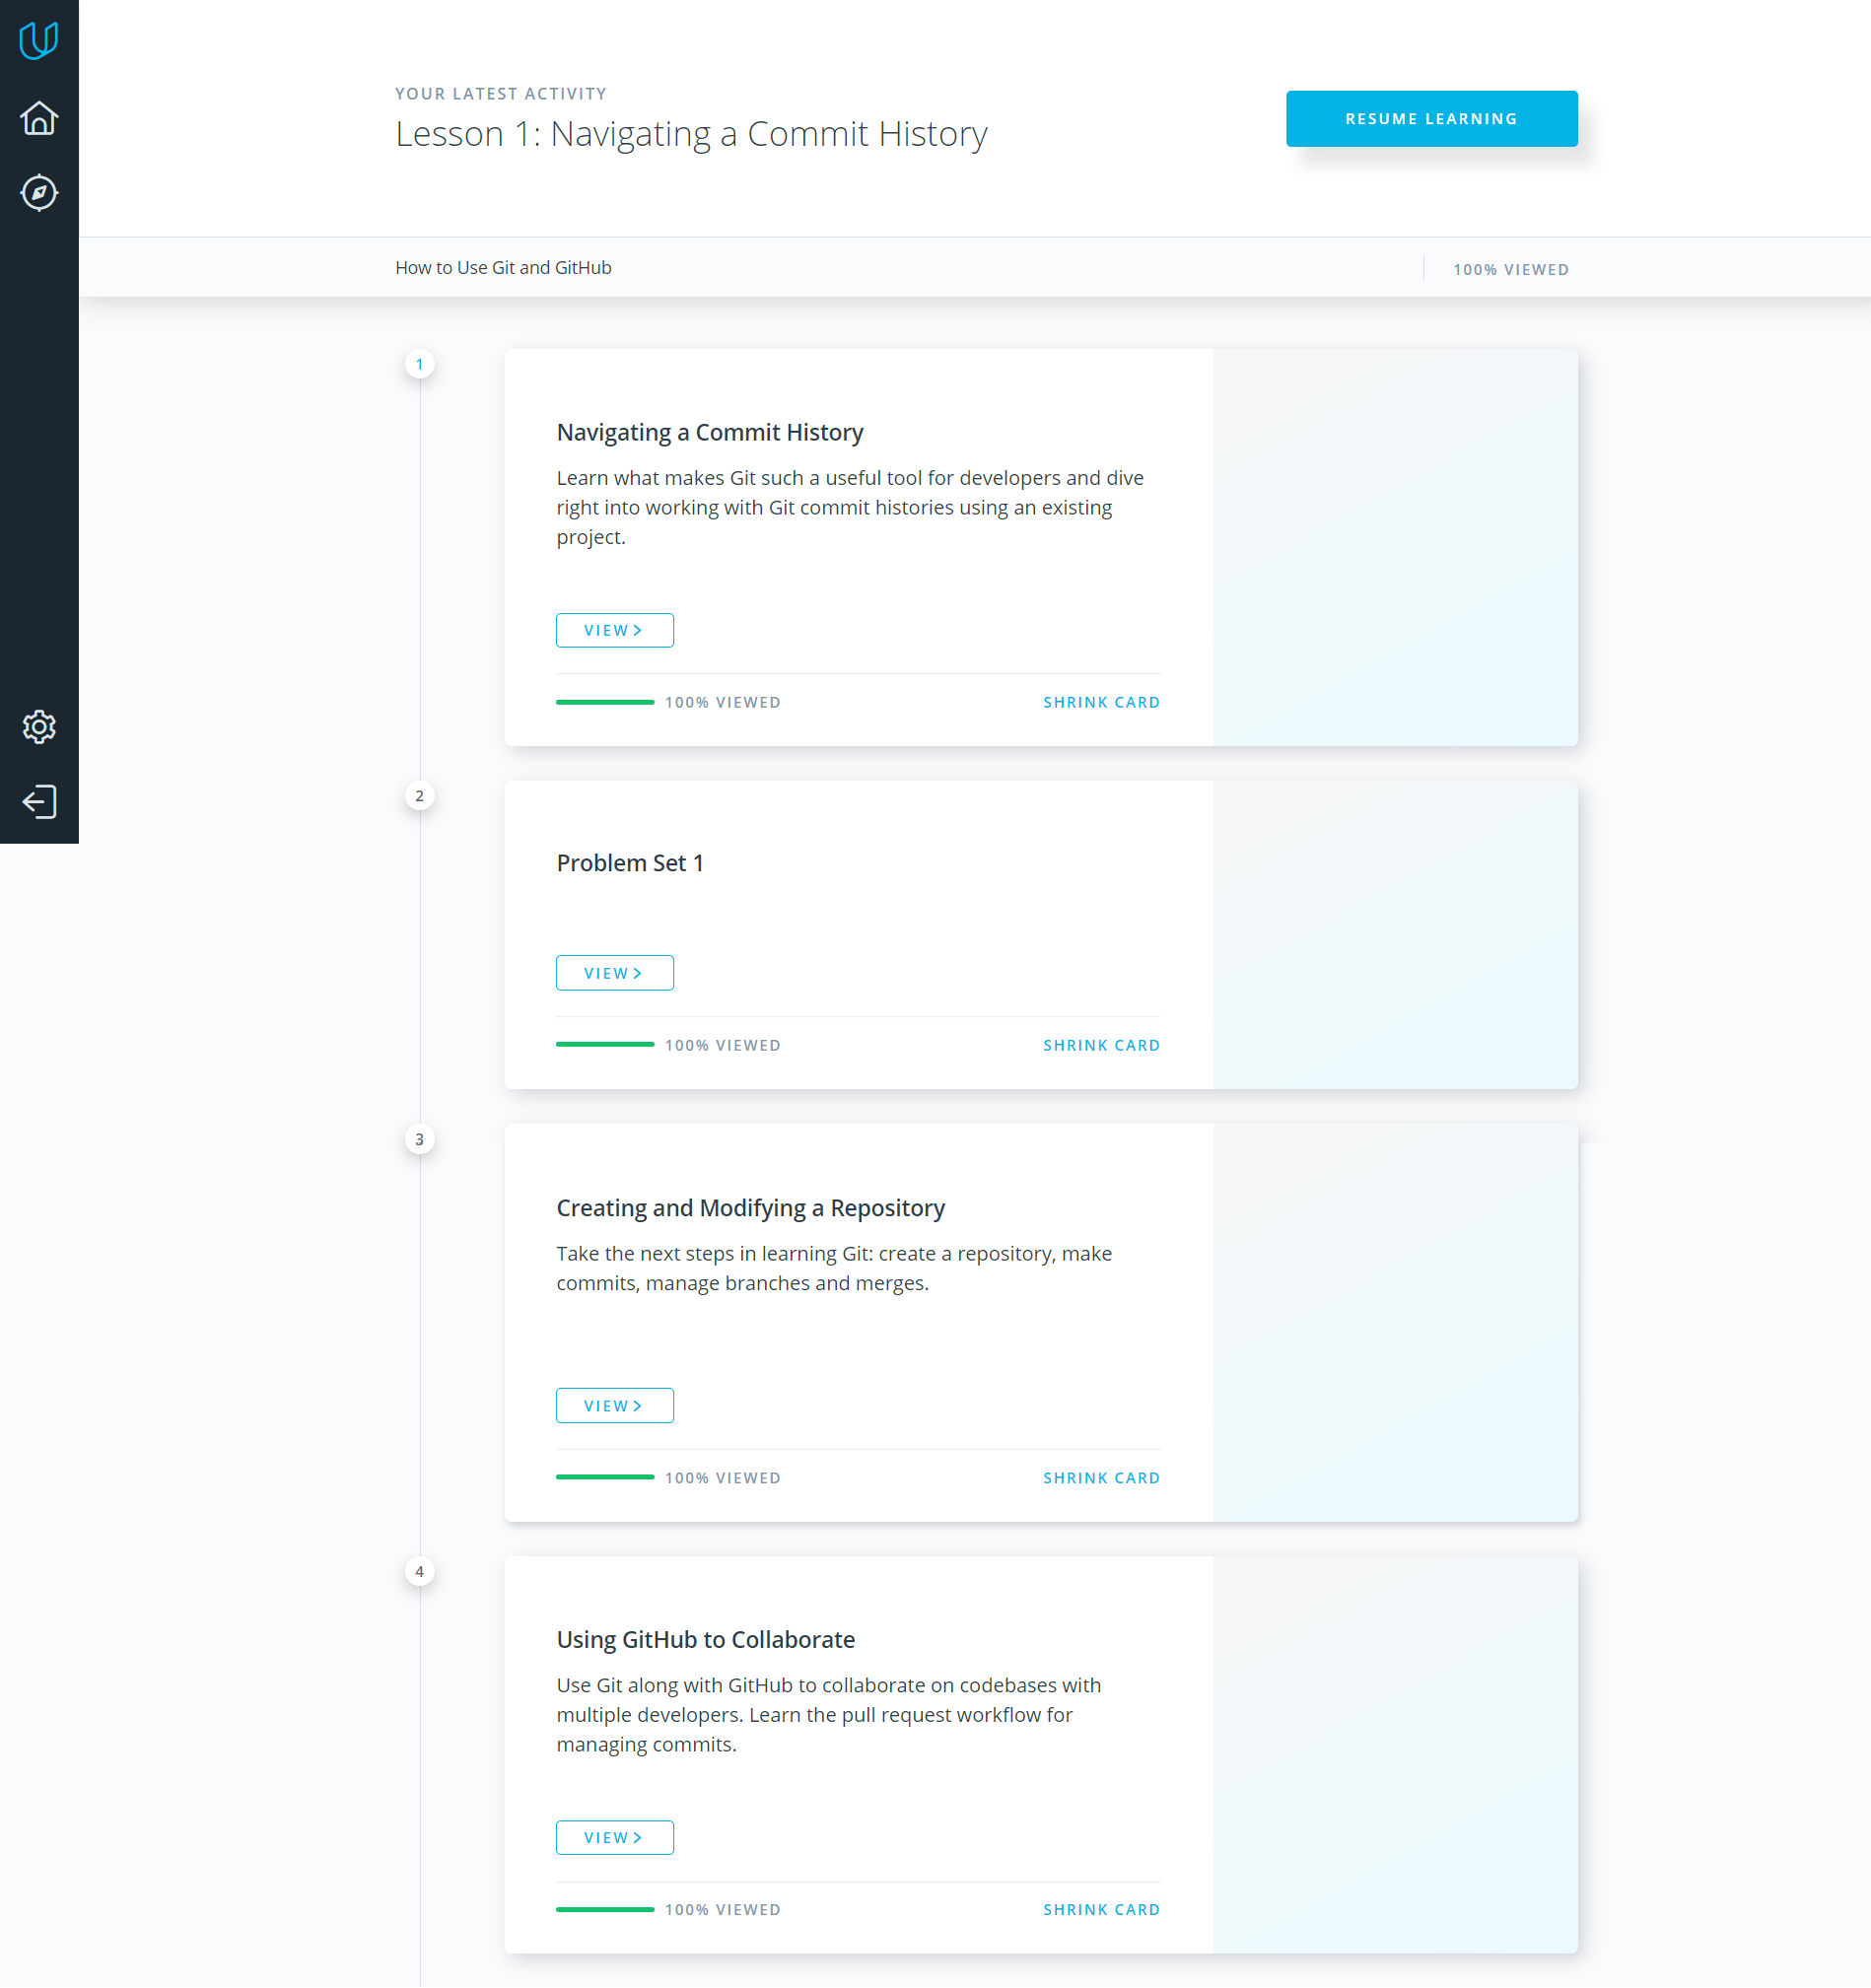 YOUR LATEST ACTIVITY
Lesson 1: Navigating a Commit History
RESUME LEARNING
How to Use Git and GitHub
100% VIEWED
1
Navigating a Commit History
Learn what makes Git such a useful tool for developers and dive
right into working with Git commit histories using an existing
project.
VIEW
100% VIEWED
SHRINK CARD
2
Problem Set 1
VIEW
100% VIEWED
SHRINK CARD
3
Creating and Modifying a Repository
Take the next steps in learning Git: create a repository, make
commits, manage branches and merges.
VIEW
100% VIEWED
SHRINK CARD
4
Using GitHub to Collaborate
Use Git along with GitHub to collaborate on codebases with
multiple developers. Learn the pull request workflow for
managing commits.
VIEW
100% VIEWED
SHRINK CARD